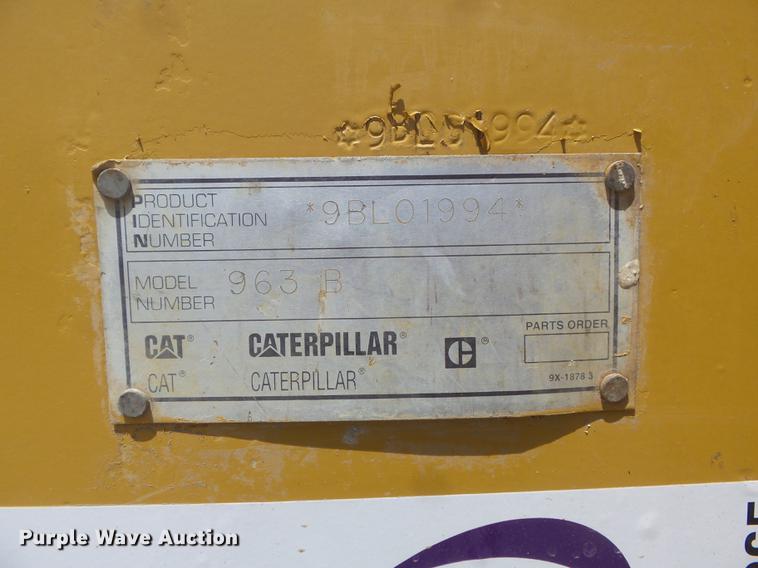 *9BL01994*
PRODUCT
IDENTIFICATION
NUMBER
*9BL01994*
MODEL
NUMBER
963 B
PARTS ORDER
CAT®
CATERPILLAR®
C®
CAT®
CATERPILLAR®
9X-1878 3
Purple Wave Auction®